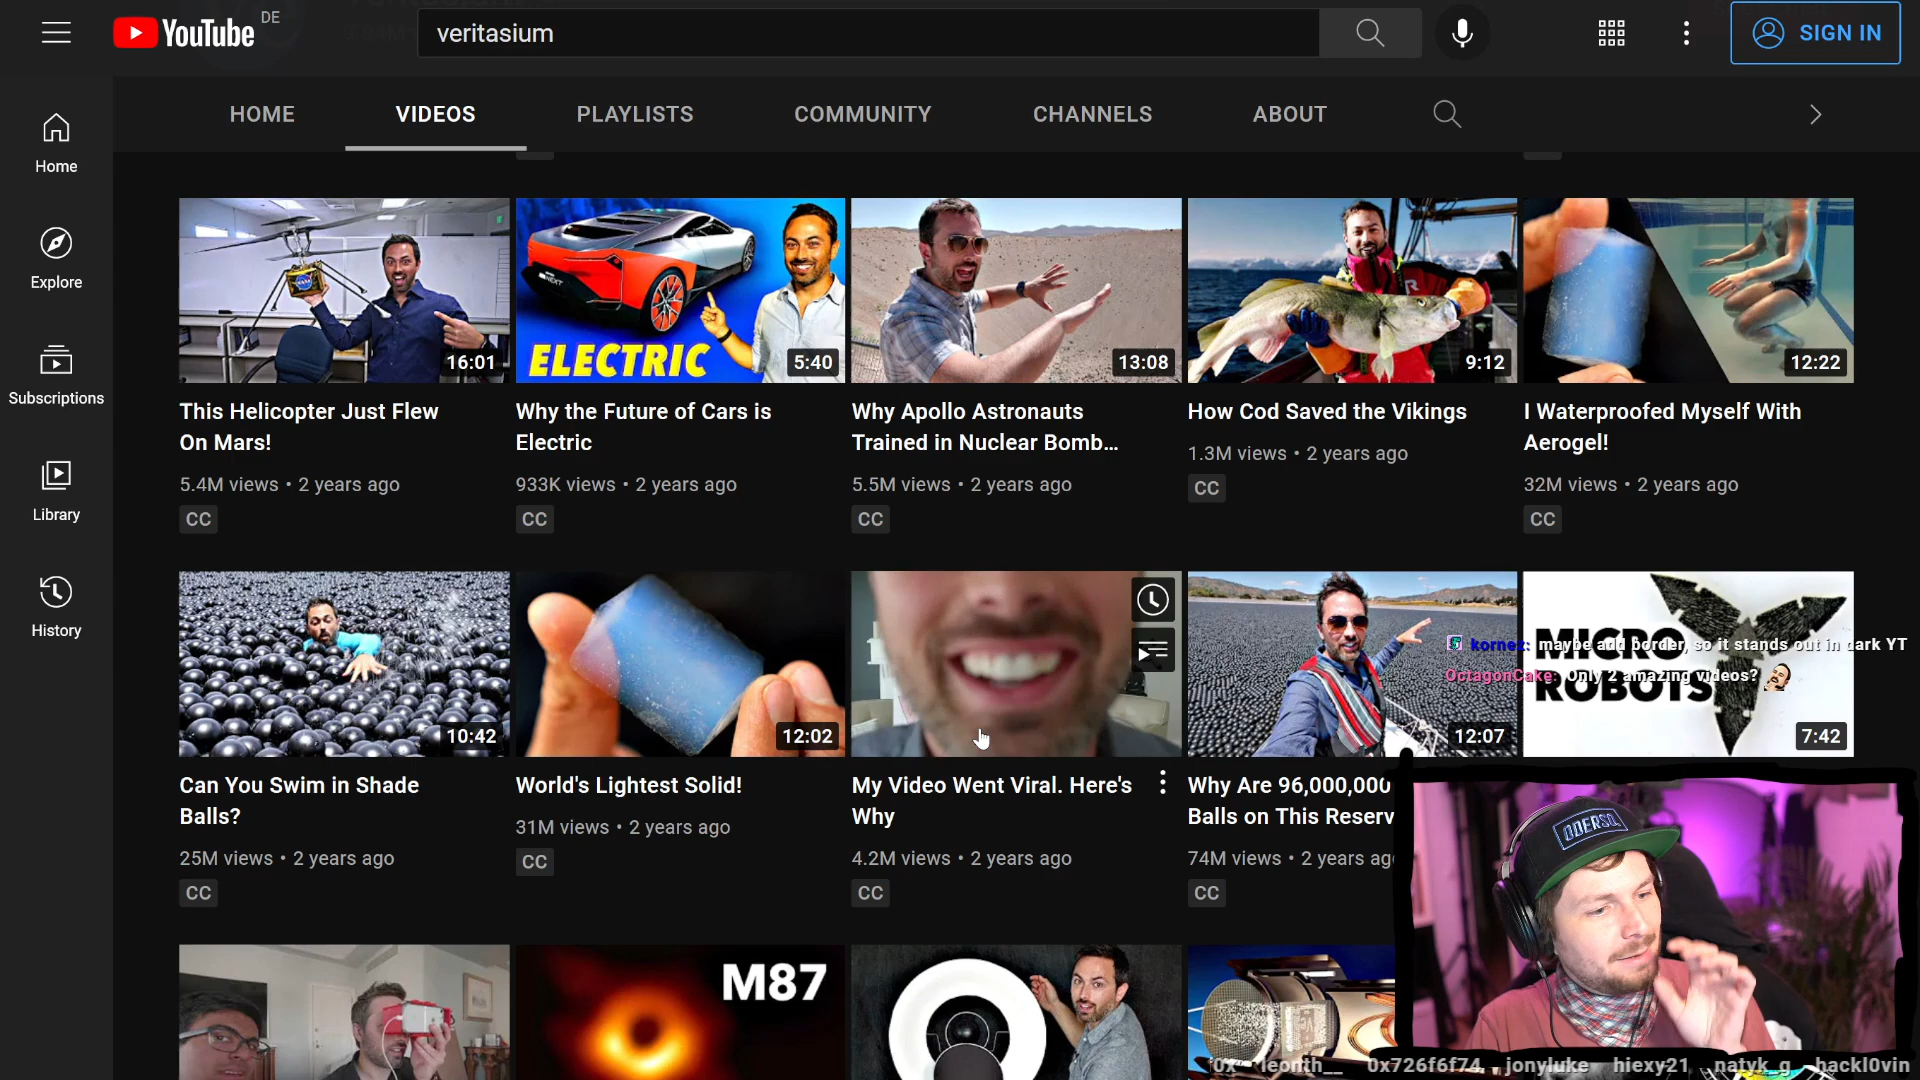 YouTube DE
veritasium
SIGN IN
HOME VIDEOS PLAYLISTS COMMUNITY CHANNELS ABOUT
Home
Explore
Subscriptions
Library
History
16:01
ELECTRIC 5:40
13:08
9:12
12:22
This Helicopter Just Flew
On Mars!
5.4M views • 2 years ago
CC
Why the Future of Cars is
Electric
933K views • 2 years ago
CC
Why Apollo Astronauts
Trained in Nuclear Bomb...
5.5M views • 2 years ago
CC
How Cod Saved the Vikings
1.3M views • 2 years ago
CC
I Waterproofed Myself With
Aerogel!
32M views • 2 years ago
CC
10:42
12:02
12:07
MICRO
ROBOTS
7:42
kornez: maybe add border, so it stands out in dark YT
OctagonCake: Only 2 amazing videos?
Can You Swim in Shade
Balls?
25M views • 2 years ago
CC
World's Lightest Solid!
31M views • 2 years ago
CC
My Video Went Viral. Here's
Why
4.2M views • 2 years ago
CC
Why Are 96,000,000
Balls on This Reserv
74M views • 2 years ago
CC
M87
leonth__ 0x726f6f74 jonyluke hiexy21 natyk_g hackl0vin